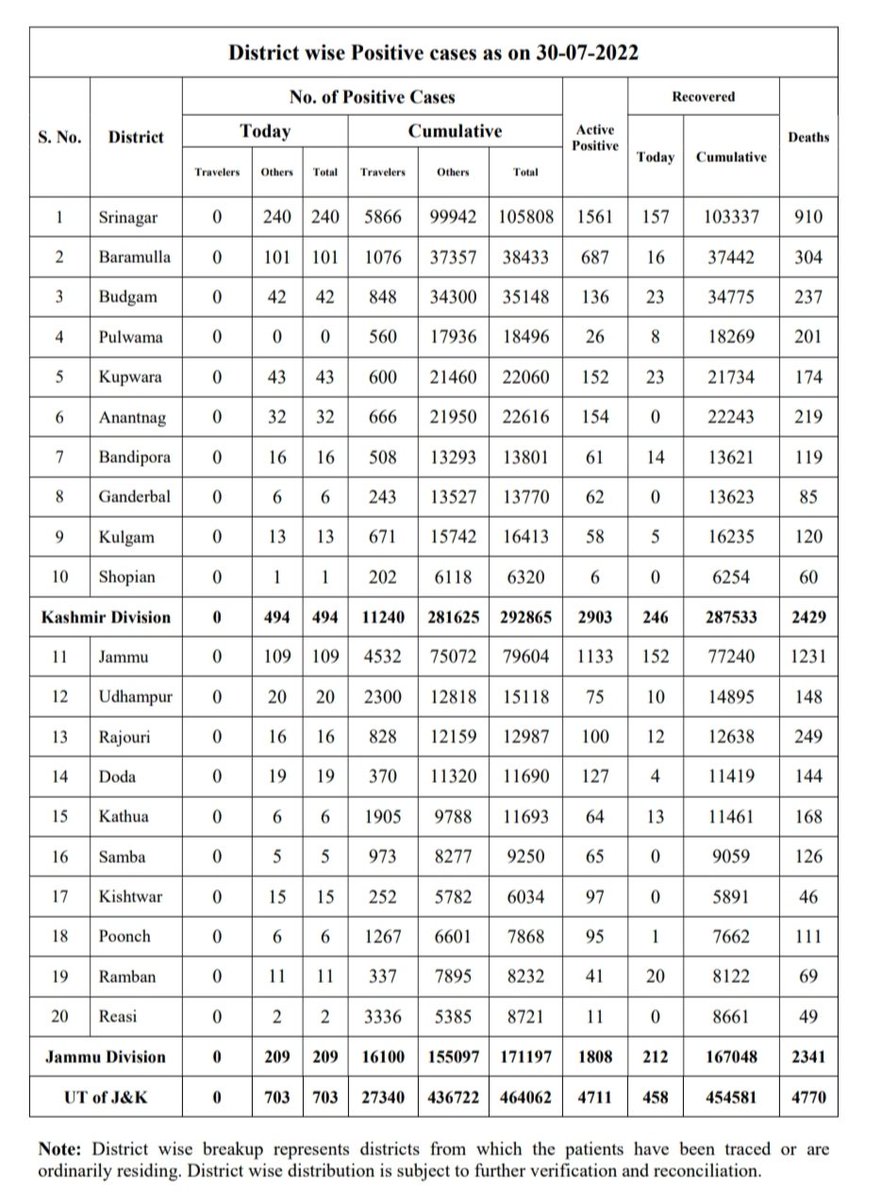 District wise Positive cases as on 30-07-2022
S. No. District No. of Positive Cases Active Positive Recovered Deaths
Today Cumulative Today Cumulative
Travelers Others Total Travelers Others Total
1 Srinagar 0 240 240 5866 99942 105808 1561 157 103337 910
2 Baramulla 0 101 101 1076 37357 38433 687 16 37442 304
3 Budgam 0 42 42 848 34300 35148 136 23 34775 237
4 Pulwama 0 0 0 560 17936 18496 26 8 18269 201
5 Kupwara 0 43 43 600 21460 22060 152 23 21734 174
6 Anantnag 0 32 32 666 21950 22616 154 0 22243 219
7 Bandipora 0 16 16 508 13293 13801 61 14 13621 119
8 Ganderbal 0 6 6 243 13527 13770 62 0 13623 85
9 Kulgam 0 13 13 671 15742 16413 58 5 16235 120
10 Shopian 0 1 1 202 6118 6320 6 0 6254 60
Kashmir Division 0 494 494 11240 281625 292865 2903 246 287533 2429
11 Jammu 0 109 109 4532 75072 79604 1133 152 77240 1231
12 Udhampur 0 20 20 2300 12818 15118 75 10 14895 148
13 Rajouri 0 16 16 828 12159 12987 100 12 12638 249
14 Doda 0 19 19 370 11320 11690 127 4 11419 144
15 Kathua 0 6 6 1905 9788 11693 64 13 11461 168
16 Samba 0 5 5 973 8277 9250 65 0 9059 126
17 Kishtwar 0 15 15 252 5782 6034 97 0 5891 46
18 Poonch 0 6 6 1267 6601 7868 95 1 7662 111
19 Ramban 0 11 11 337 7895 8232 41 20 8122 69
20 Reasi 0 2 2 3336 5385 8721 11 0 8661 49
Jammu Division 0 209 209 16100 155097 171197 1808 212 167048 2341
UT of J&K 0 703 703 27340 436722 464062 4711 458 454581 4770
Note: District wise breakup represents districts from which the patients have been traced or are
ordinarily residing. District wise distribution is subject to further verification and reconciliation.